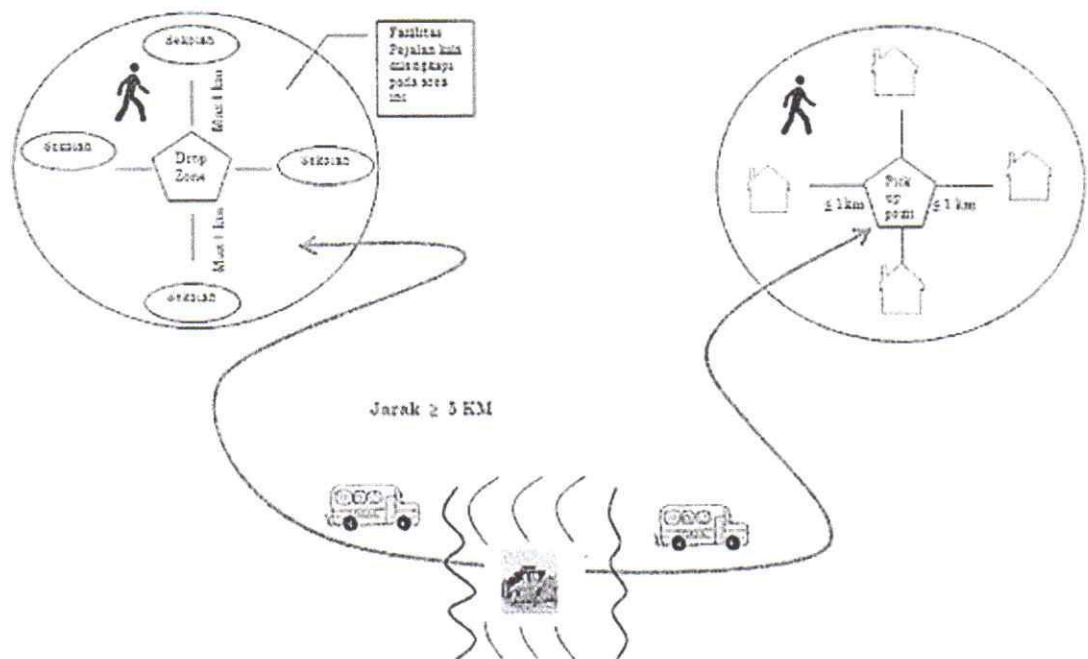 Sekolah
Fasilitas
Pejalan kaki
dilengkapi
pada area
ini
Max 1 km
Sekolah
Drop
Zone
Sekolah
Max 1 km
Sekolah
Pick
up
point
≤ 1 km
≤ 1 km
Jarak ≥ 5 KM